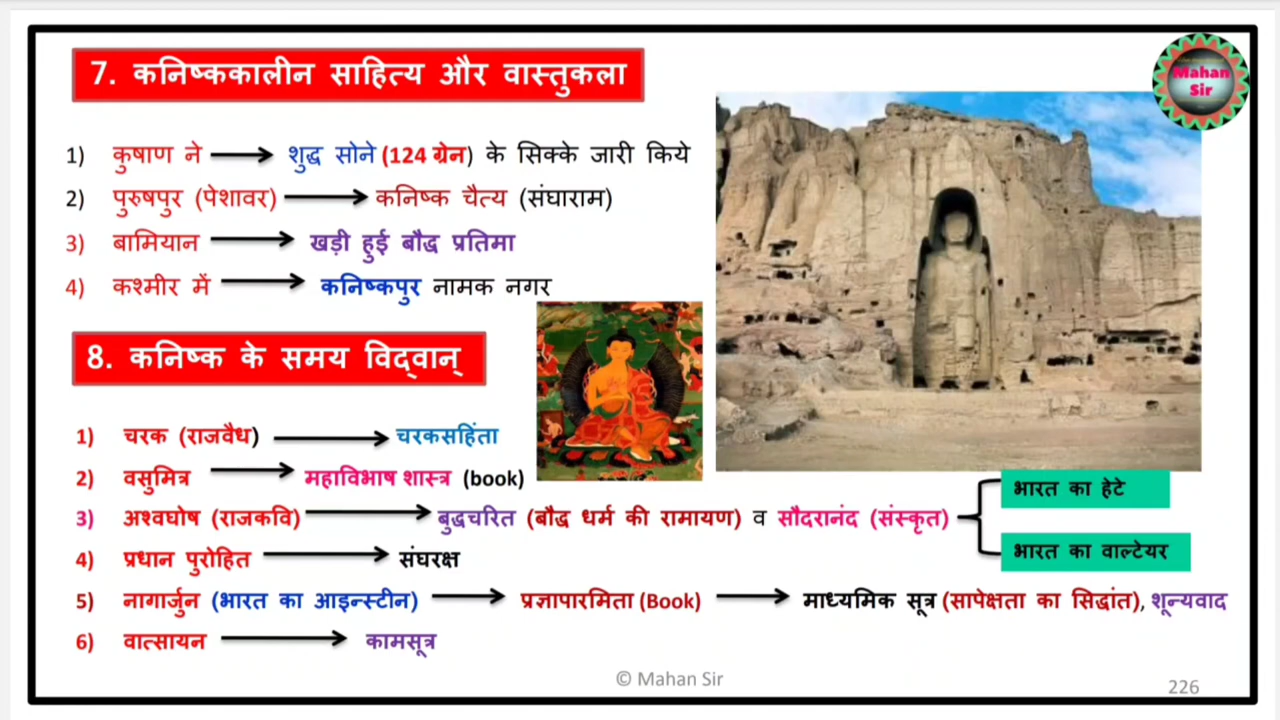 7. कनिष्ककालीन साहित्य और वास्तुकला
Mahan
Sir
1) कुषाण ने → शुद्ध सोने (124 ग्रेन) के सिक्के जारी किये
2) पुरुषपुर (पेशावर) → कनिष्क चैत्य (संघाराम)
3) बामियान → खड़ी हुई बौद्ध प्रतिमा
4) कश्मीर में → कनिष्कपुर नामक नगर
8. कनिष्क के समय विद्वान्
1) चरक (राजवैध) → चरकसहिंता
2) वसुमित्र → महाविभाष शास्त्र (book)
3) अश्वघोष (राजकवि) → बुद्धचरित (बौद्ध धर्म की रामायण) व सौदरानंद (संस्कृत)
भारत का हेटे
भारत का वाल्टेयर
4) प्रधान पुरोहित → संघरक्ष
5) नागार्जुन (भारत का आइन्स्टीन) → प्रज्ञापारमिता (Book) → माध्यमिक सूत्र (सापेक्षता का सिद्धांत), शून्यवाद
6) वात्सायन → कामसूत्र
© Mahan Sir
226